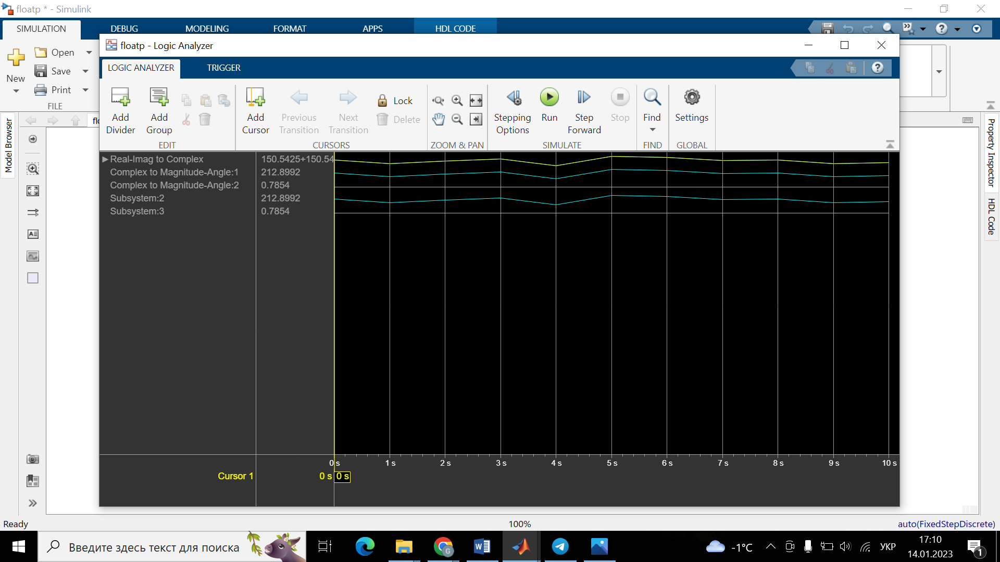 floatp * - Simulink
SIMULATION DEBUG MODELING FORMAT APPS HDL CODE
floatp - Logic Analyzer
LOGIC ANALYZER TRIGGER
New
Open
Save
Print
FILE
Add Divider
Add Group
EDIT
Add Cursor
Previous Transition
Next Transition
Lock
Delete
CURSORS
ZOOM & PAN
Stepping Options
Run
Step Forward
Stop
SIMULATE
Find
FIND
Settings
GLOBAL
Model Browser
Property Inspector
HDL Code
Real-Imag to Complex 150.5425+150.54
Complex to Magnitude-Angle:1 212.8992
Complex to Magnitude-Angle:2 0.7854
Subsystem:2 212.8992
Subsystem:3 0.7854
0 s 1 s 2 s 3 s 4 s 5 s 6 s 7 s 8 s 9 s 10 s
Cursor 1 0 s 0 s
Ready 100% auto(FixedStepDiscrete)
Введите здесь текст для поиска
-1°C
УКР
17:10
14.01.2023
1